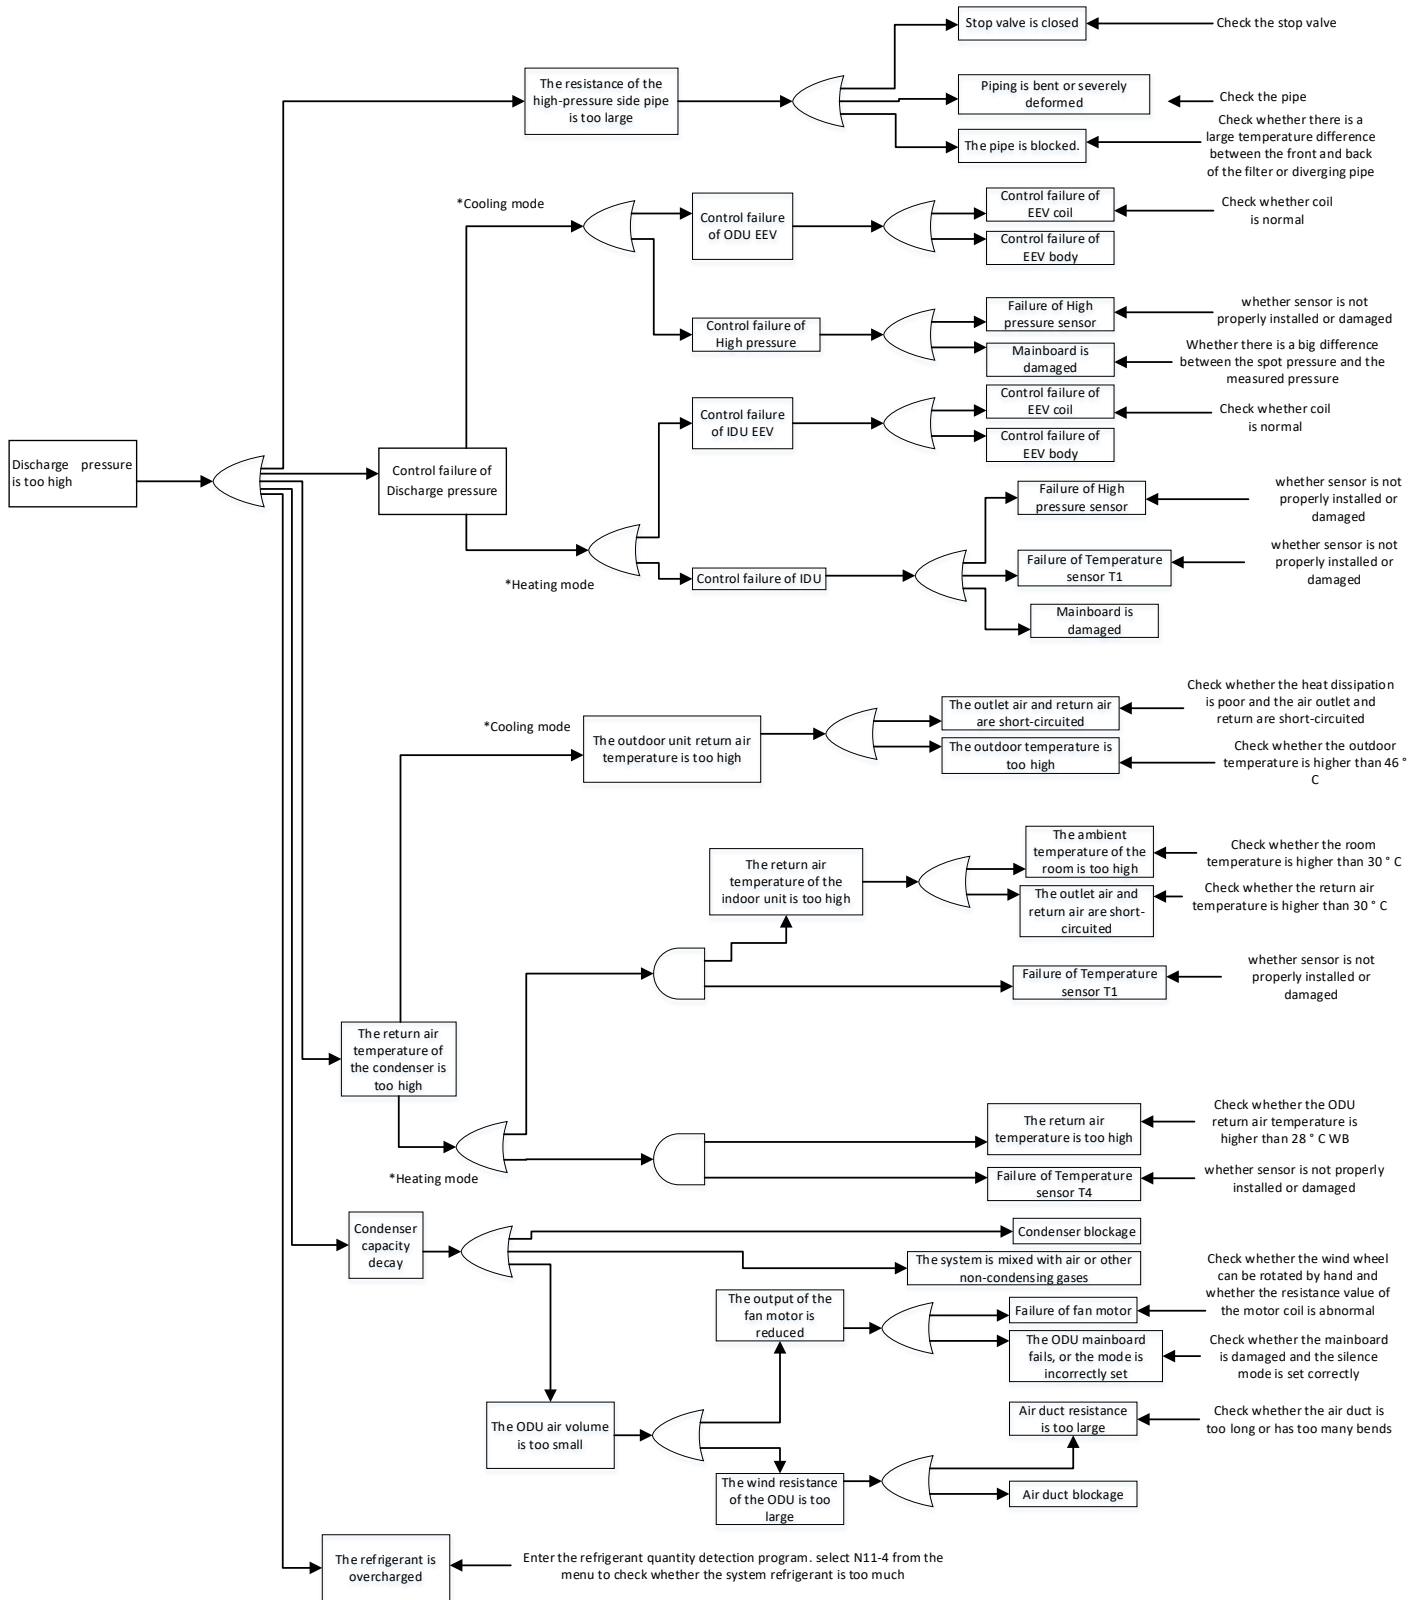 Stop valve is closed
Check the stop valve
The resistance of the
high-pressure side pipe
is too large
Piping is bent or severely
deformed
Check the pipe
The pipe is blocked.
Check whether there is a
large temperature difference
between the front and back
of the filter or diverging pipe
*Cooling mode
Control failure
of ODU EEV
Control failure of
EEV coil
Check whether coil
is normal
Control failure of
EEV body
Control failure of
High pressure
Failure of High
pressure sensor
whether sensor is not
properly installed or damaged
Mainboard is
damaged
Whether there is a big difference
between the spot pressure and the
measured pressure
Control failure
of IDU EEV
Control failure of
EEV coil
Check whether coil
is normal
Control failure of
EEV body
Discharge pressure
is too high
Control failure of
Discharge pressure
Failure of High
pressure sensor
whether sensor is not
properly installed or
damaged
*Heating mode
Control failure of IDU
Failure of Temperature
sensor T1
whether sensor is not
properly installed or
damaged
Mainboard is
damaged
*Cooling mode
The outdoor unit return air
temperature is too high
The outlet air and return air
are short-circuited
Check whether the heat dissipation
is poor and the air outlet and
return are short-circuited
The outdoor temperature is
too high
Check whether the outdoor
temperature is higher than 46 °
C
The return air
temperature of the
indoor unit is too high
The ambient
temperature of the
room is too high
Check whether the room
temperature is higher than 30 ° C
The outlet air and
return air are short-
circuited
Check whether the return air
temperature is higher than 30 ° C
Failure of Temperature
sensor T1
whether sensor is not
properly installed or
damaged
The return air
temperature of
the condenser is
too high
*Heating mode
The return air
temperature is too high
Check whether the ODU
return air temperature is
higher than 28 ° C WB
Failure of Temperature
sensor T4
whether sensor is not properly
installed or damaged
Condenser
capacity
decay
Condenser blockage
The system is mixed with air or other
non-condensing gases
The output of the
fan motor is
reduced
Failure of fan motor
Check whether the wind wheel
can be rotated by hand and
whether the resistance value of
the motor coil is abnormal
The ODU mainboard
fails, or the mode is
incorrectly set
Check whether the mainboard
is damaged and the silence
mode is set correctly
The ODU air volume
is too small
Air duct resistance
is too large
Check whether the air duct is
too long or has too many bends
The wind resistance
of the ODU is too
large
Air duct blockage
The refrigerant is
overcharged
Enter the refrigerant quantity detection program. select N11-4 from the
menu to check whether the system refrigerant is too much